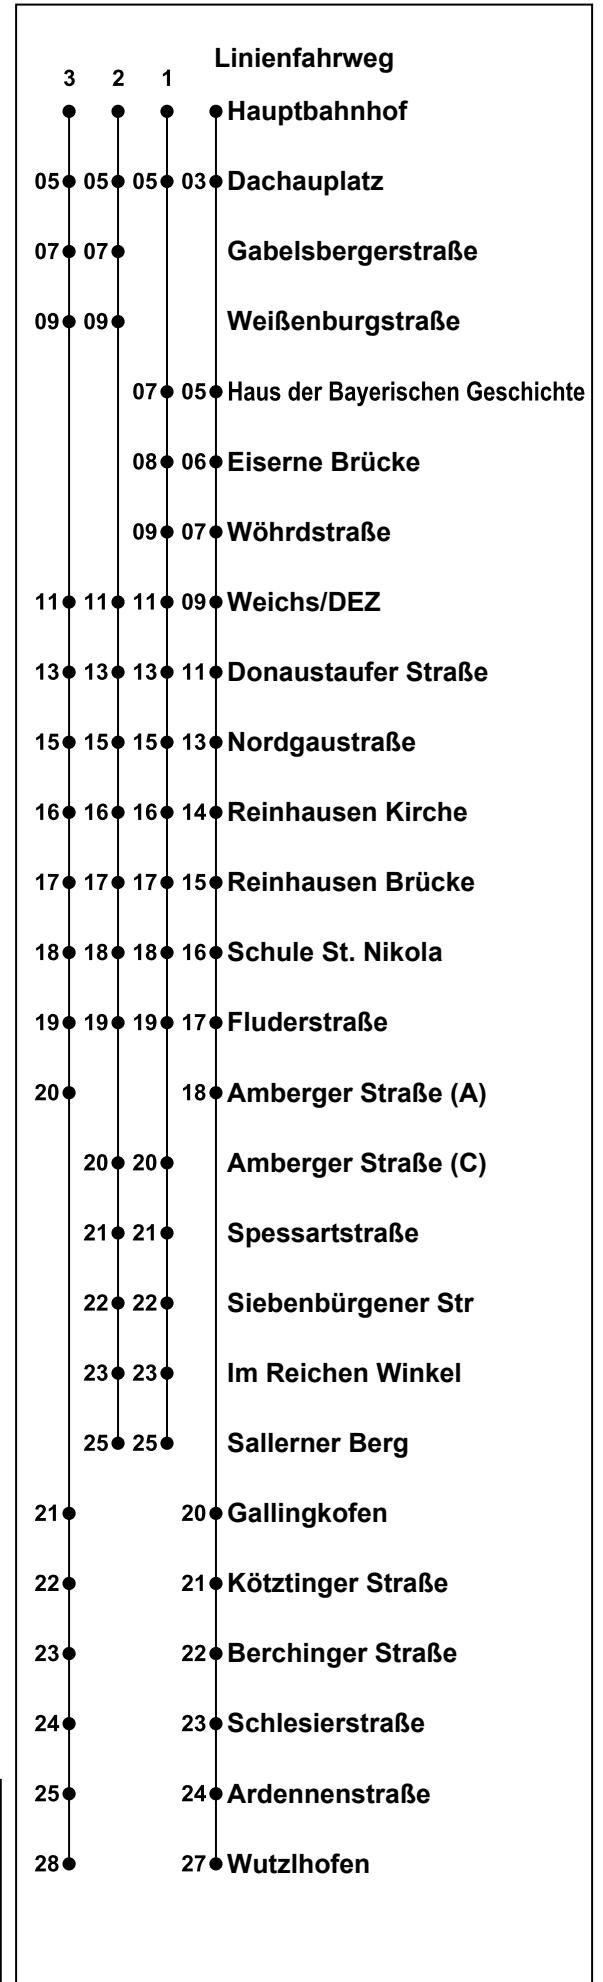 Linienfahrweg
3 2 1
Hauptbahnhof
05 05 05 03 Dachauplatz
07 07 Gabelsbergerstraße
09 09 Weißenburgstraße
07 05 Haus der Bayerischen Geschichte
08 06 Eiserne Brücke
09 07 Wöhrdstraße
11 11 11 09 Weichs/DEZ
13 13 13 11 Donaustaufer Straße
15 15 15 13 Nordgaustraße
16 16 16 14 Reinhausen Kirche
17 17 17 15 Reinhausen Brücke
18 18 18 16 Schule St. Nikola
19 19 19 17 Fluderstraße
20 18 Amberger Straße (A)
20 20 Amberger Straße (C)
21 21 Spessartstraße
22 22 Siebenbürgener Str
23 23 Im Reichen Winkel
25 25 Sallerner Berg
21 20 Gallingkofen
22 21 Kötztinger Straße
23 22 Berchinger Straße
24 23 Schlesierstraße
25 24 Ardennenstraße
28 27 Wutzlhofen